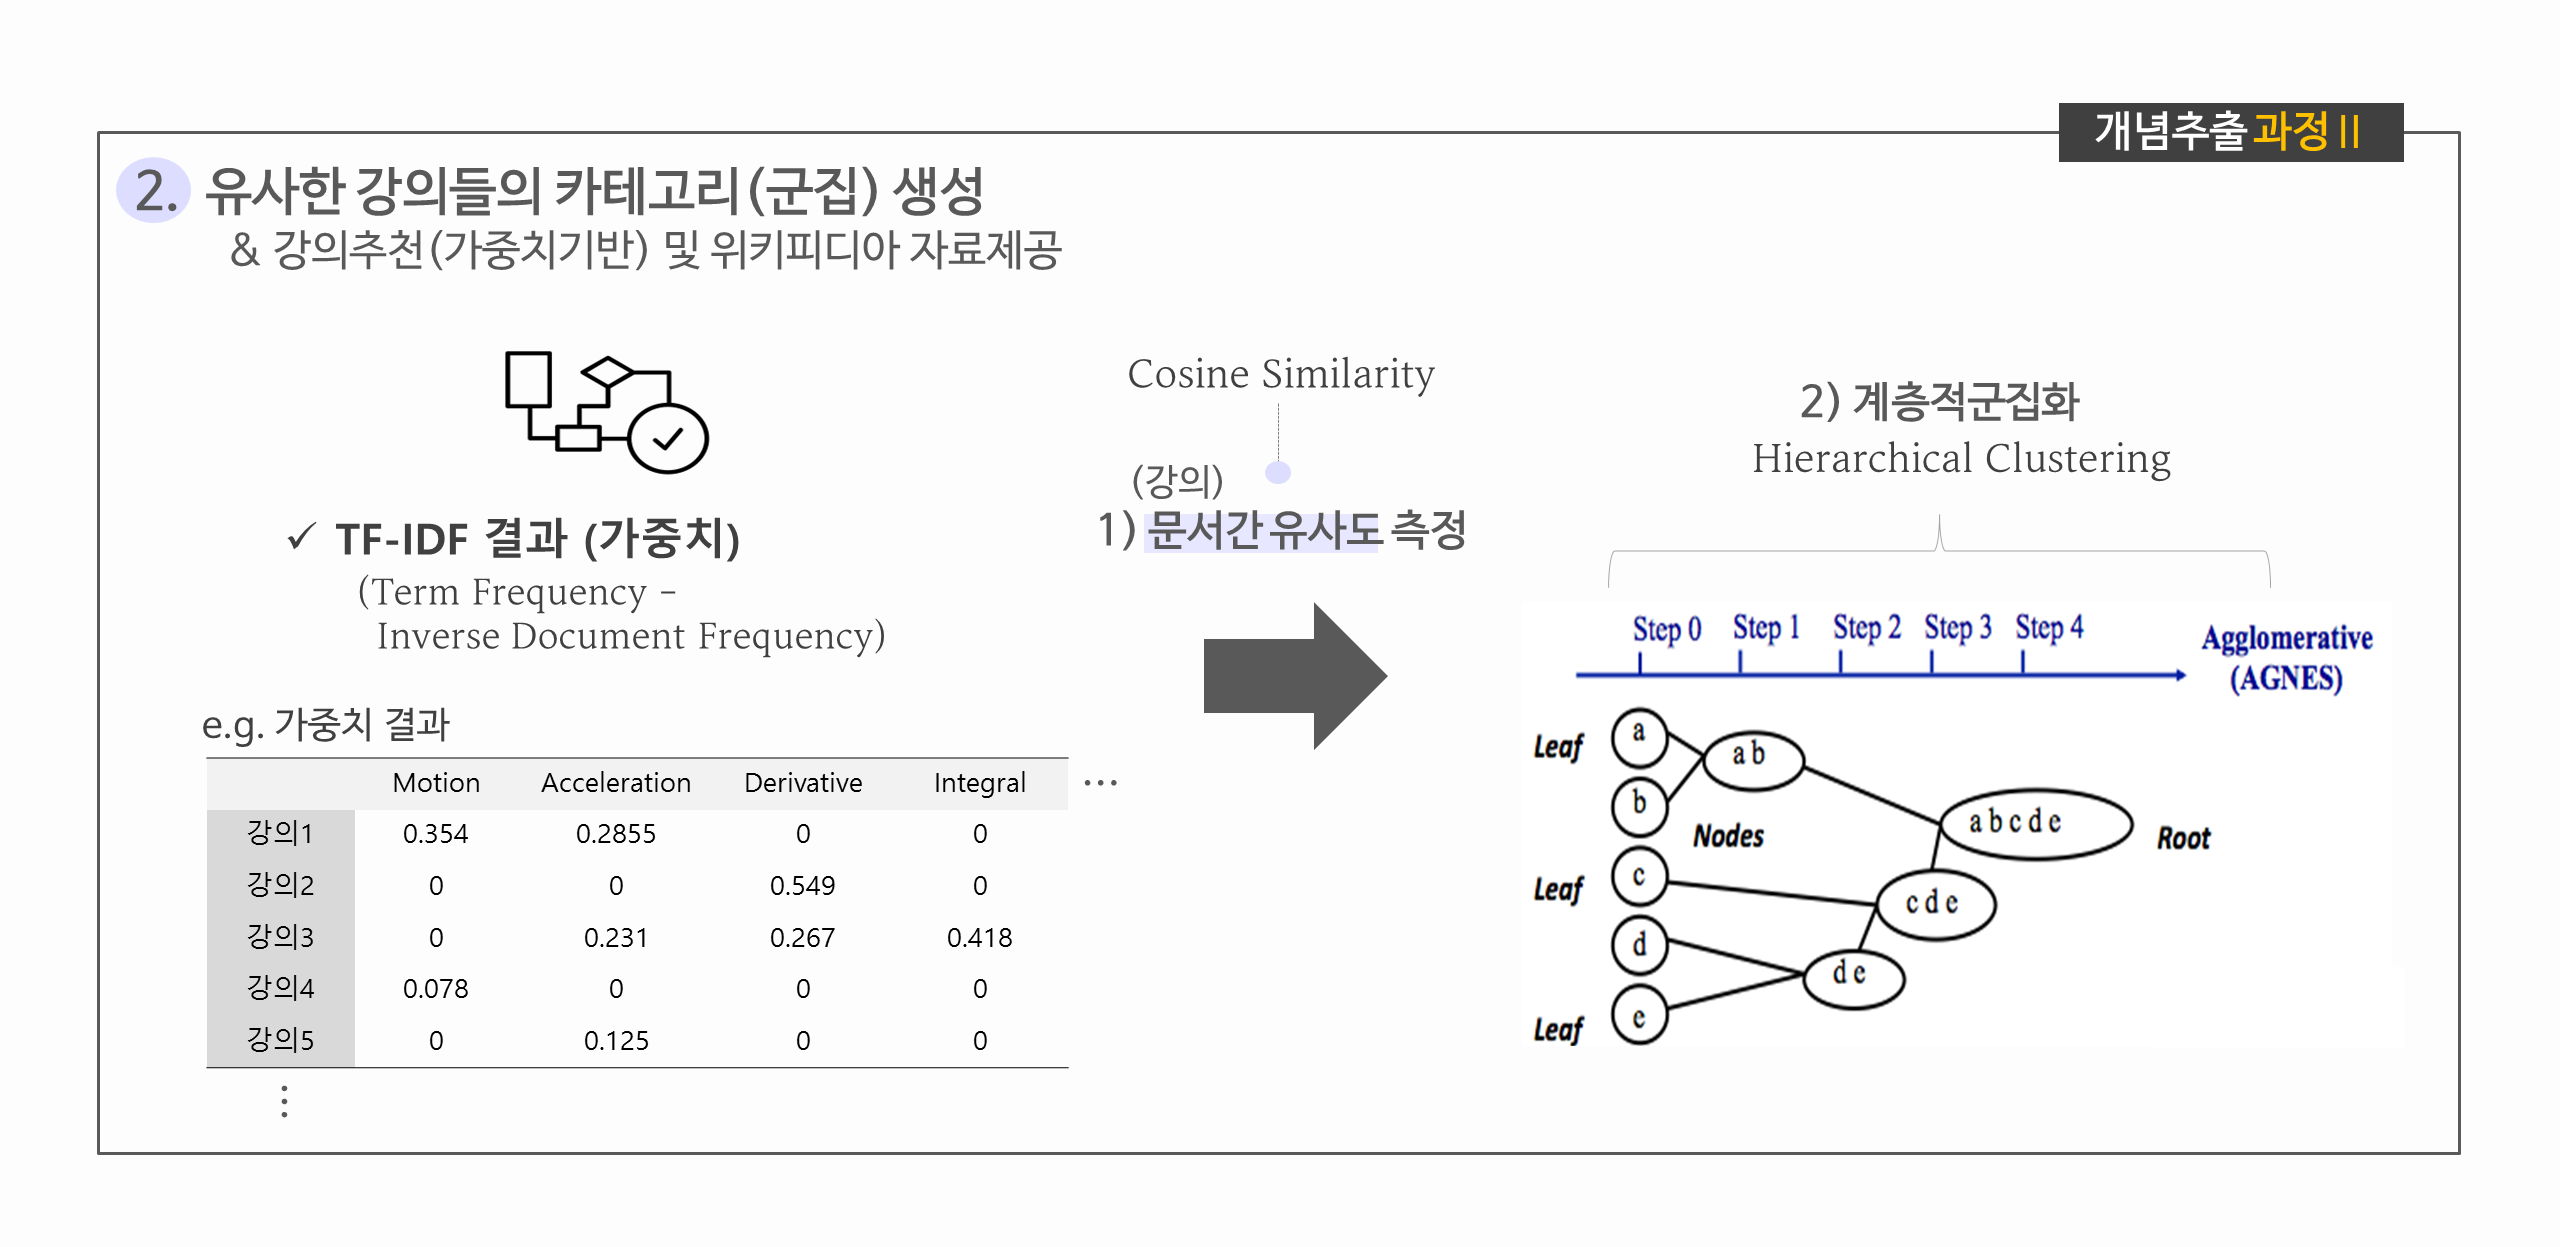 개념추출 과정 II
2. 유사한 강의들의 카테고리(군집) 생성
& 강의추천(가중치기반) 및 위키피디아 자료제공
✓ TF-IDF 결과 (가중치)
(Term Frequency –
Inverse Document Frequency)
e.g. 가중치 결과
Motion Acceleration Derivative Integral ···
강의1 0.354 0.2855 0 0
강의2 0 0 0.549 0
강의3 0 0.231 0.267 0.418
강의4 0.078 0 0 0
강의5 0 0.125 0 0
⋮
Cosine Similarity
(강의)
1) 문서간 유사도 측정
2) 계층적군집화
Hierarchical Clustering
Step 0 Step 1 Step 2 Step 3 Step 4
Agglomerative
(AGNES)
Leaf a
a b
b
Nodes
a b c d e
Root
Leaf c
c d e
d
d e
Leaf e